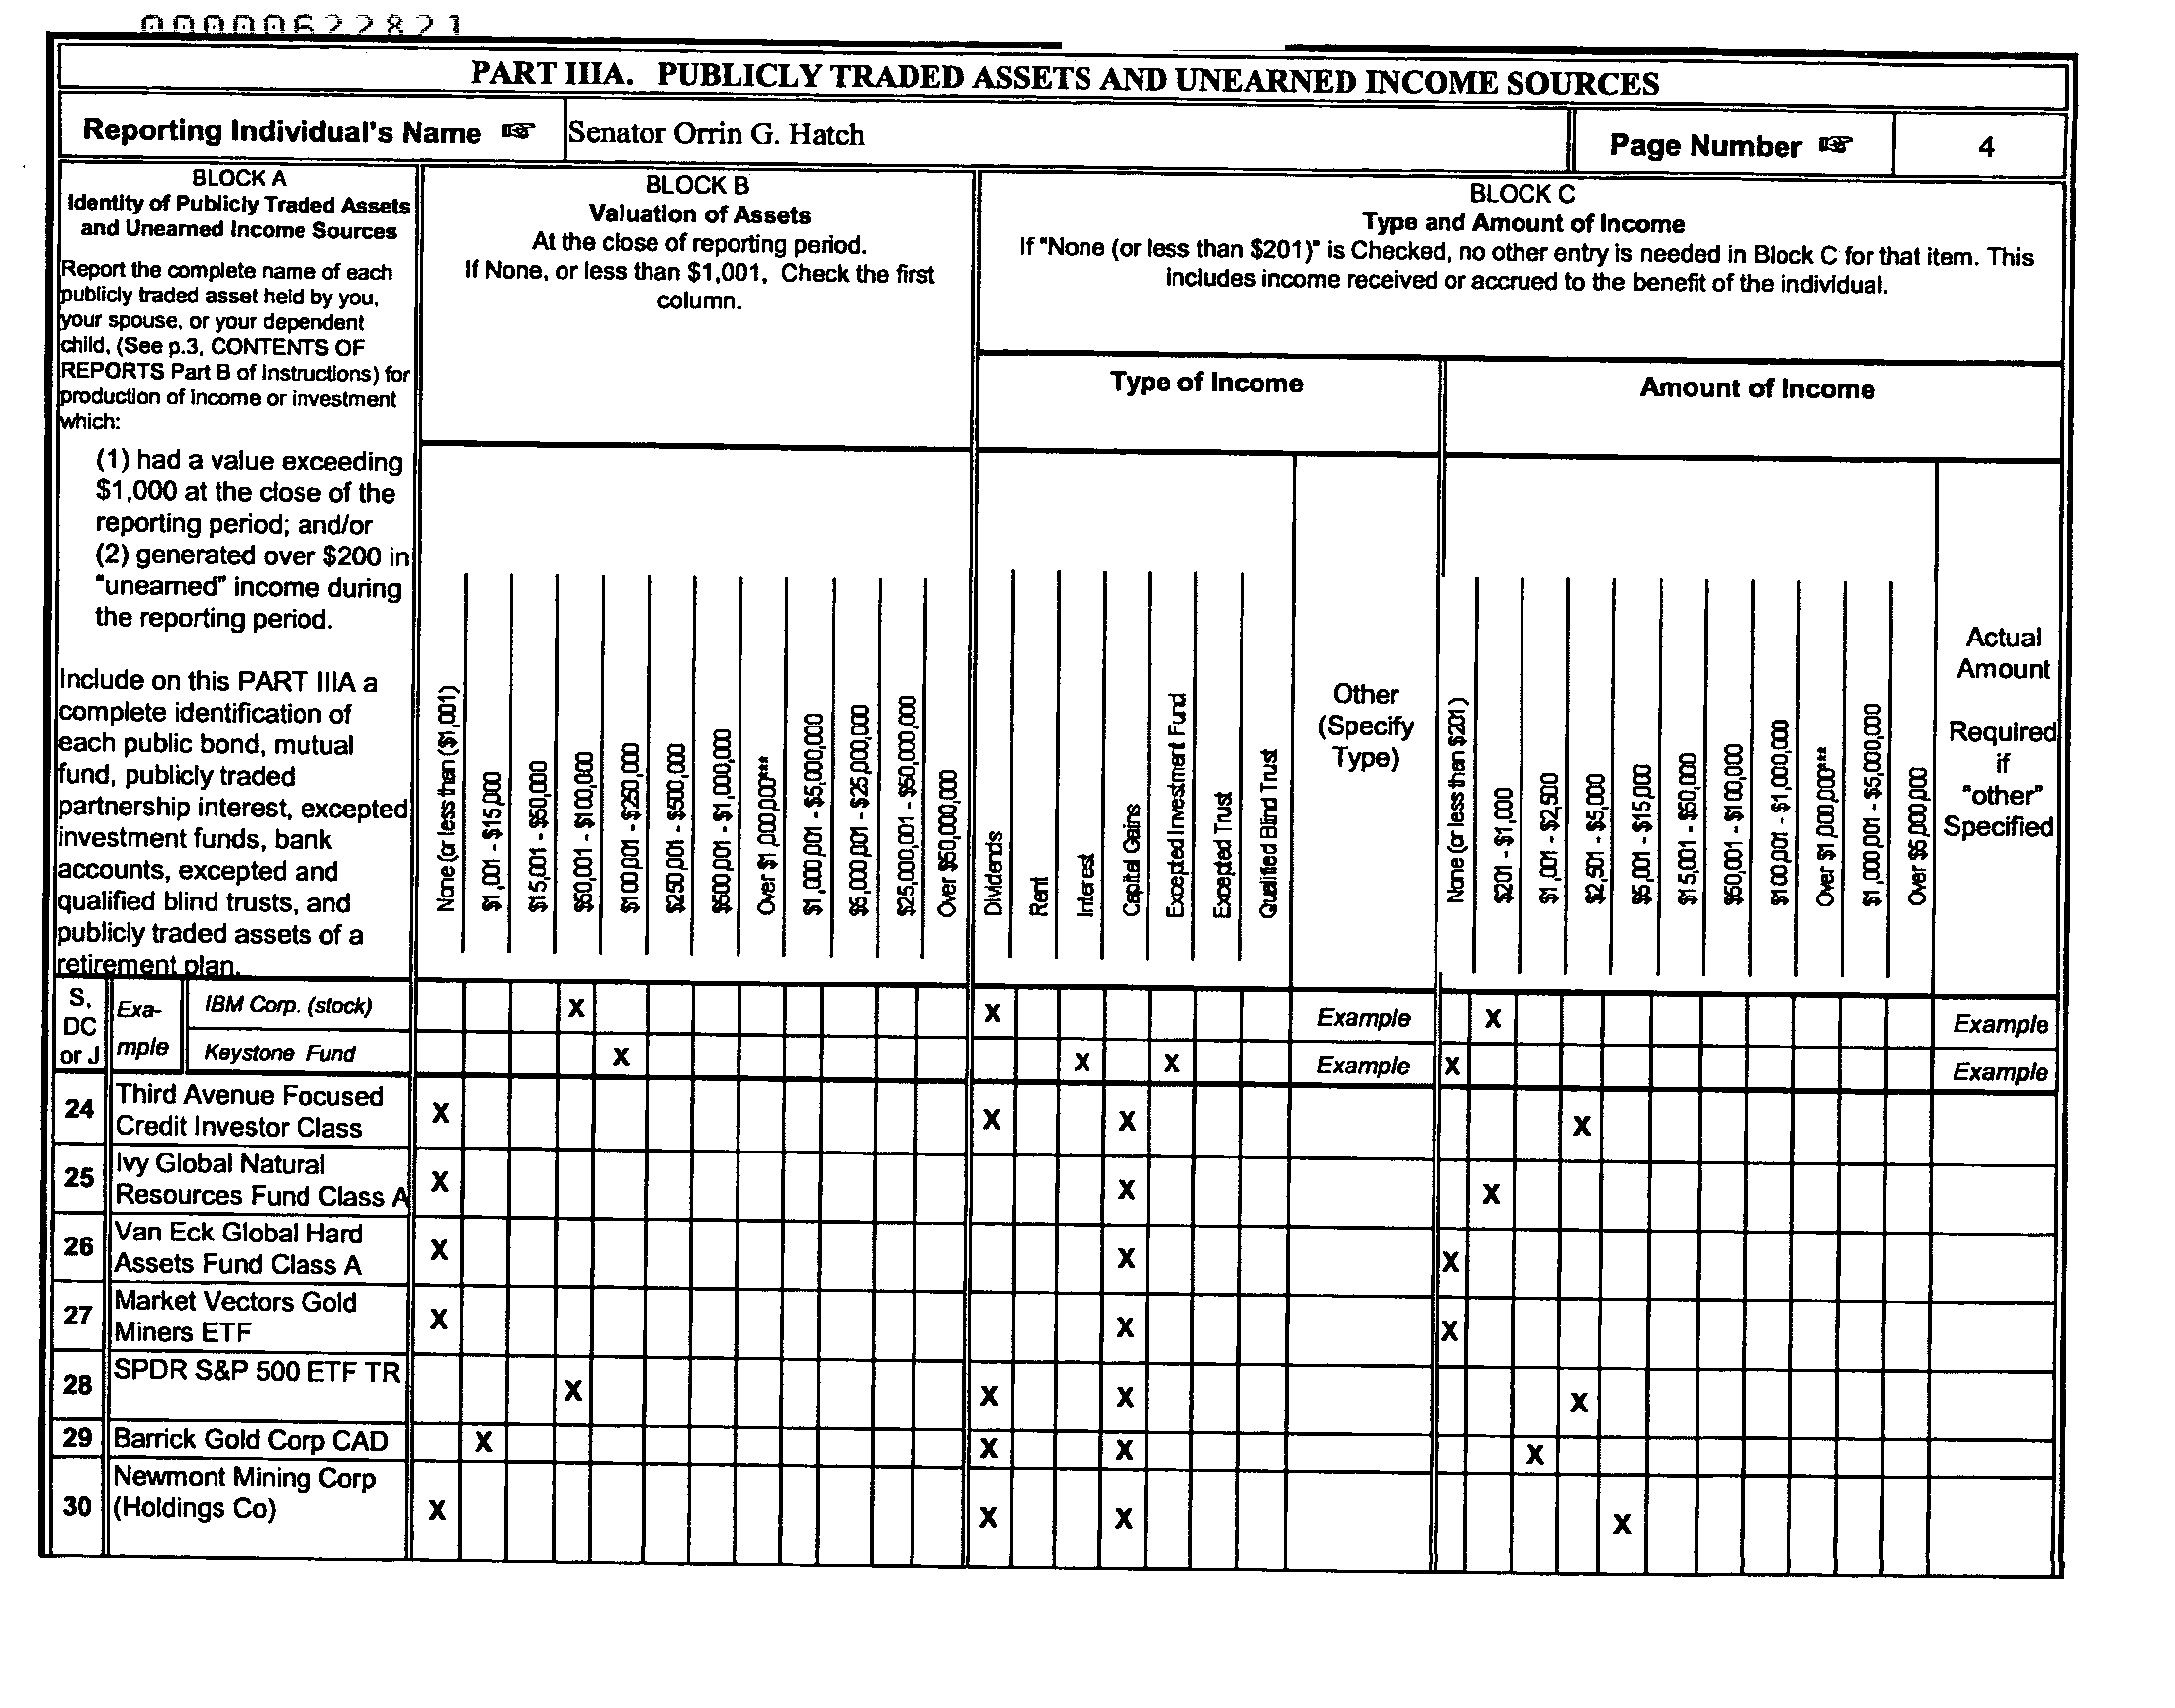 00000622821
PART IIIA. PUBLICLY TRADED ASSETS AND UNEARNED INCOME SOURCES
Reporting Individual's Name ☞ Senator Orrin G. Hatch Page Number ☞ 4
BLOCK A
Identity of Publicly Traded Assets
and Unearned Income Sources
Report the complete name of each
publicly traded asset held by you,
your spouse, or your dependent
child, (See p.3, CONTENTS OF
REPORTS Part B of Instructions) for
production of income or investment
which:
(1) had a value exceeding
$1,000 at the close of the
reporting period; and/or
(2) generated over $200 in
"unearned" income during
the reporting period.
Include on this PART IIIA a
complete identification of
each public bond, mutual
fund, publicly traded
partnership interest, excepted
investment funds, bank
accounts, excepted and
qualified blind trusts, and
publicly traded assets of a
retirement plan.
BLOCK B
Valuation of Assets
At the close of reporting period.
If None, or less than $1,001, Check the first
column.
None (or less than ($1,001)
$1,001 - $15,000
$15,001 - $50,000
$50,001 - $100,000
$100,001 - $250,000
$250,001 - $500,000
$500,001 - $1,000,000
Over $1,000,000***
$1,000,001 - $5,000,000
$5,000,001 - $25,000,000
$25,000,001 - $50,000,000
Over $50,000,000
BLOCK C
Type and Amount of Income
If "None (or less than $201)" is Checked, no other entry is needed in Block C for that item. This
includes income received or accrued to the benefit of the individual.
Type of Income
Dividends
Rent
Interest
Capital Gains
Excepted Investment Fund
Excepted Trust
Qualified Blind Trust
Other
(Specify
Type)
Amount of Income
None (or less than $201)
$201 - $1,000
$1,001 - $2,500
$2,501 - $5,000
$5,001 - $15,000
$15,001 - $50,000
$50,001 - $100,000
$100,001 - $1,000,000
Over $1,000,000***
$1,000,001 - $5,000,000
Over $5,000,000
Actual
Amount
Required
if
"other"
Specified
S,
DC
or J
Exa-
mple
IBM Corp. (stock) X X Example X Example
Keystone Fund X X X Example X Example
24 Third Avenue Focused
Credit Investor Class X X X X
25 Ivy Global Natural
Resources Fund Class A X X X
26 Van Eck Global Hard
Assets Fund Class A X X X
27 Market Vectors Gold
Miners ETF X X X
28 SPDR S&P 500 ETF TR X X X X
29 Barrick Gold Corp CAD X X X X
30 Newmont Mining Corp
(Holdings Co) X X X X